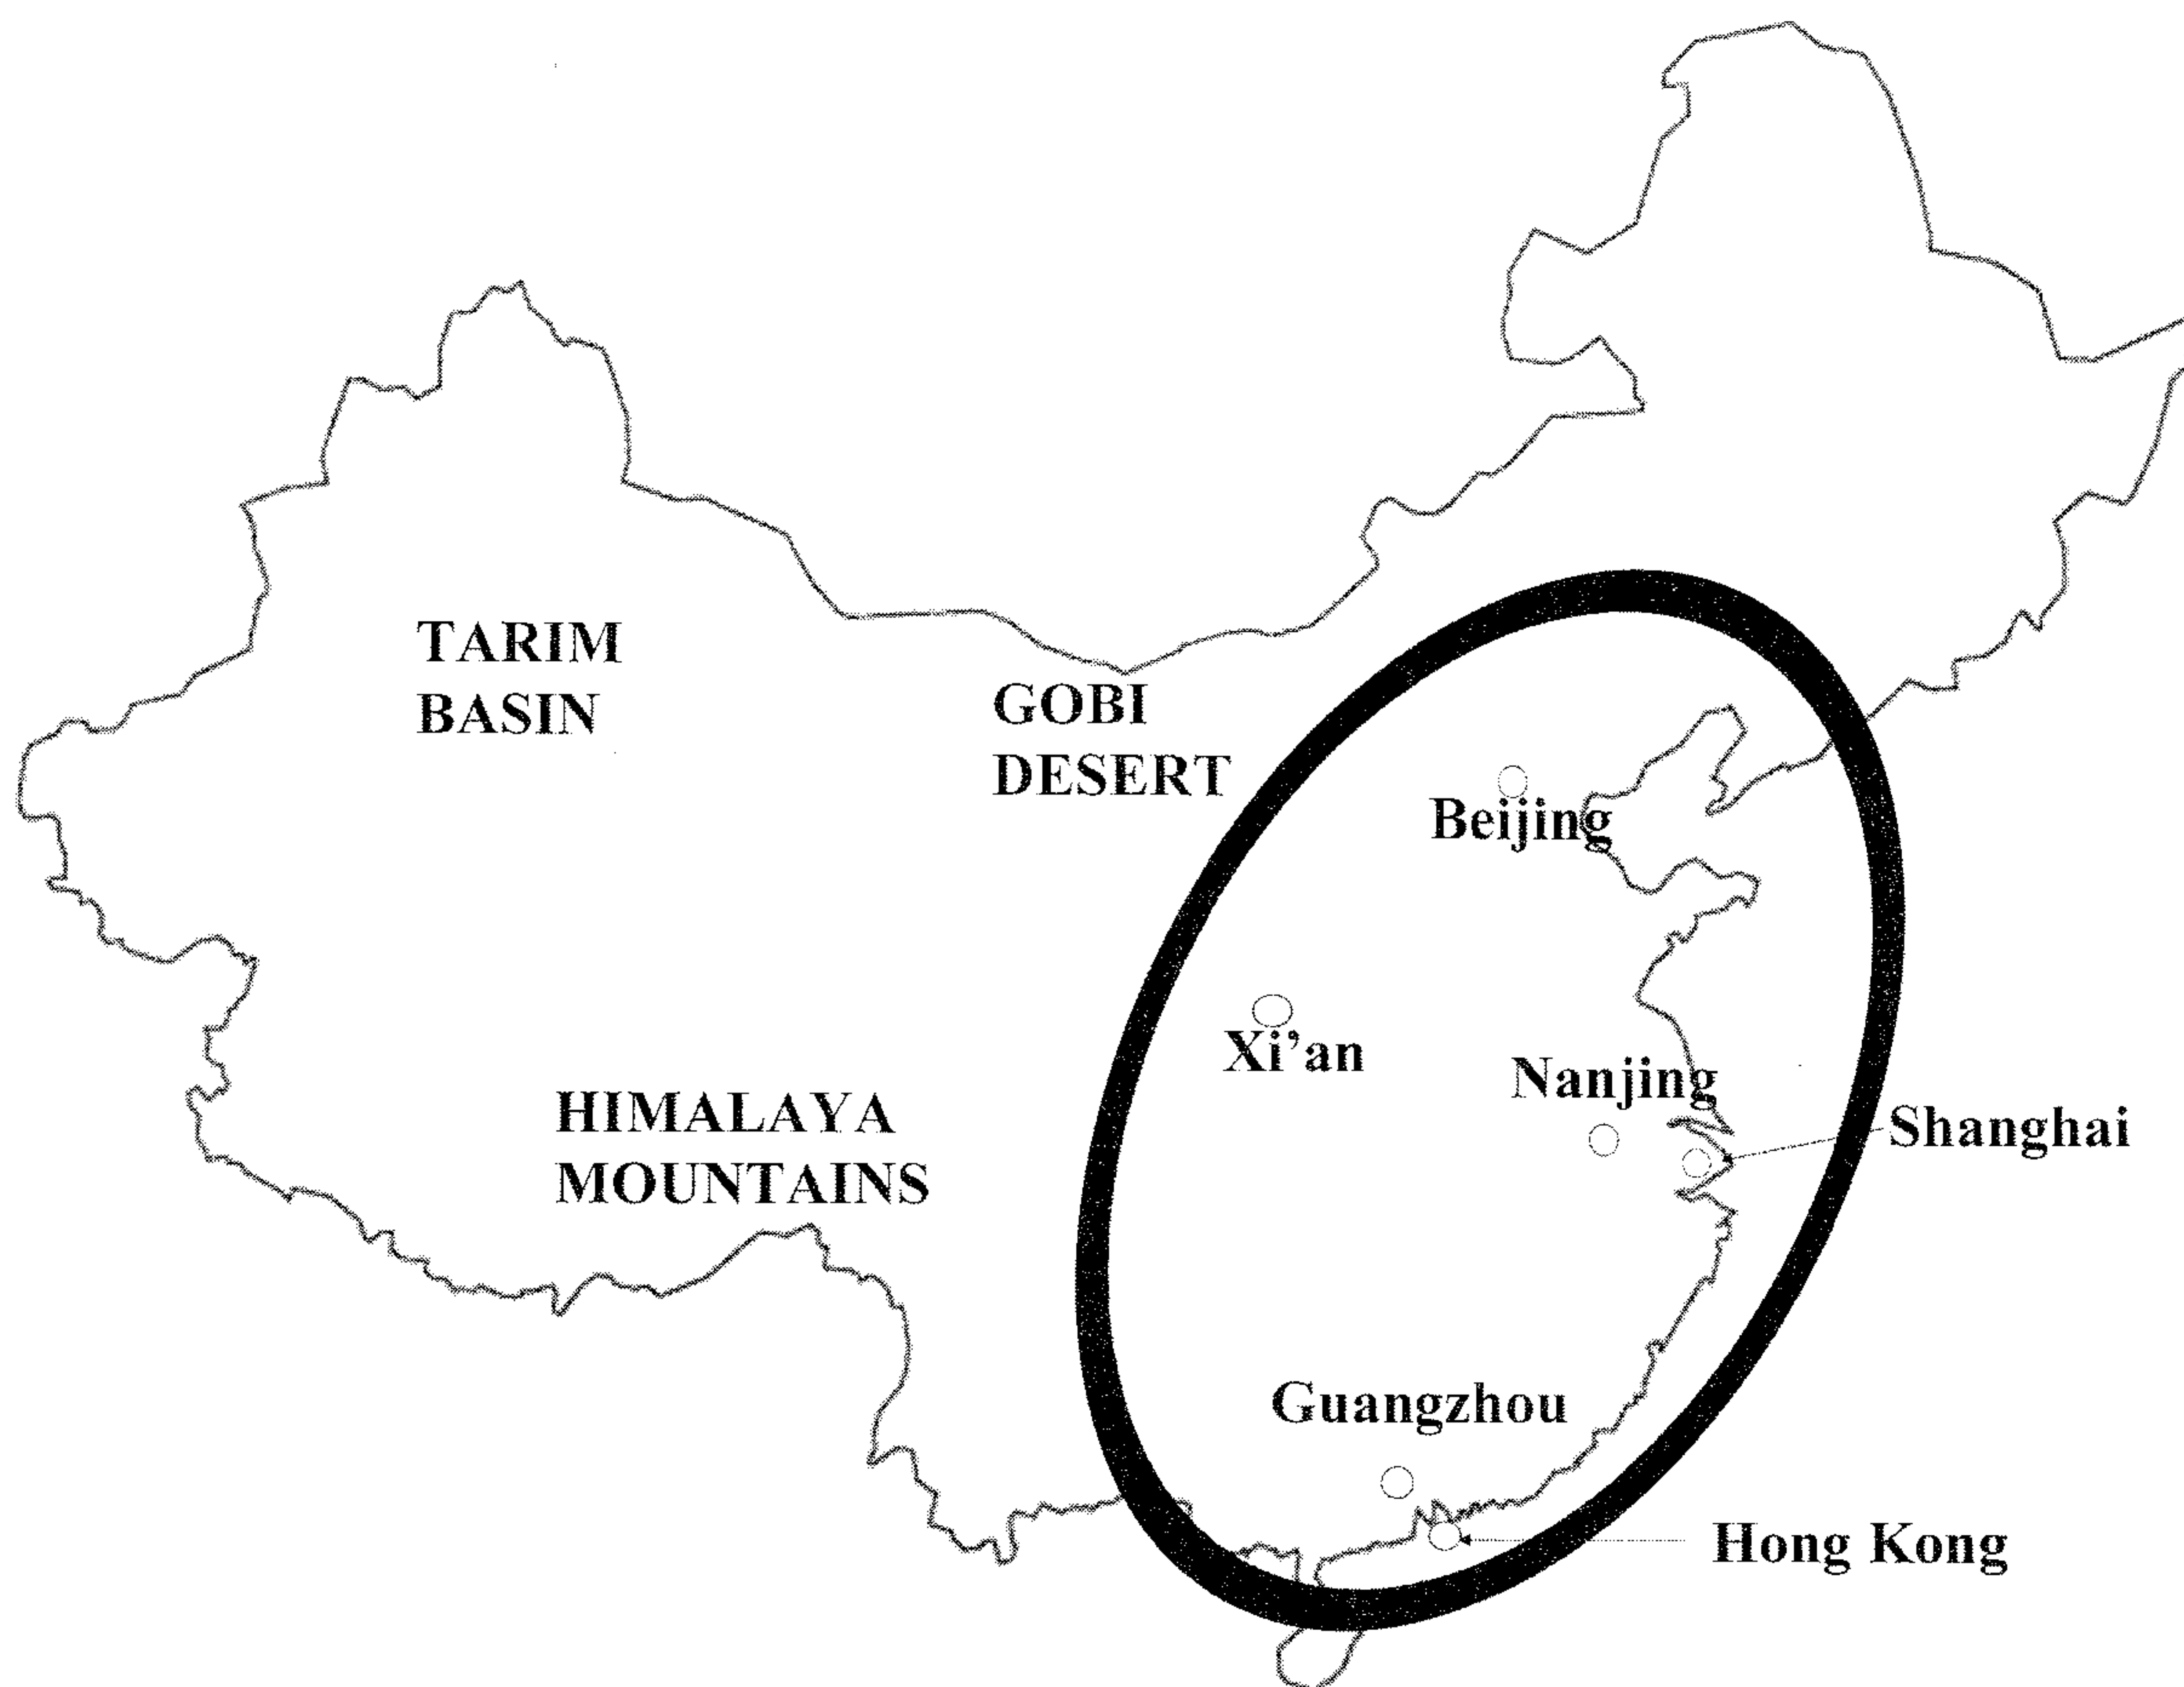 TARIM
BASIN
GOBI
DESERT
Beijing
Xi’an
Nanjing
HIMALAYA
MOUNTAINS
Shanghai
Guangzhou
Hong Kong